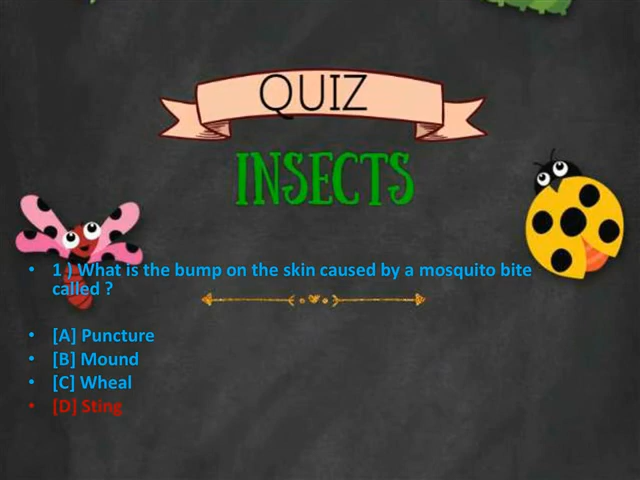 QUIZ
INSECTS
• 1 ) What is the bump on the skin caused by a mosquito bite
called ?
• [A] Puncture
• [B] Mound
• [C] Wheal
• [D] Sting